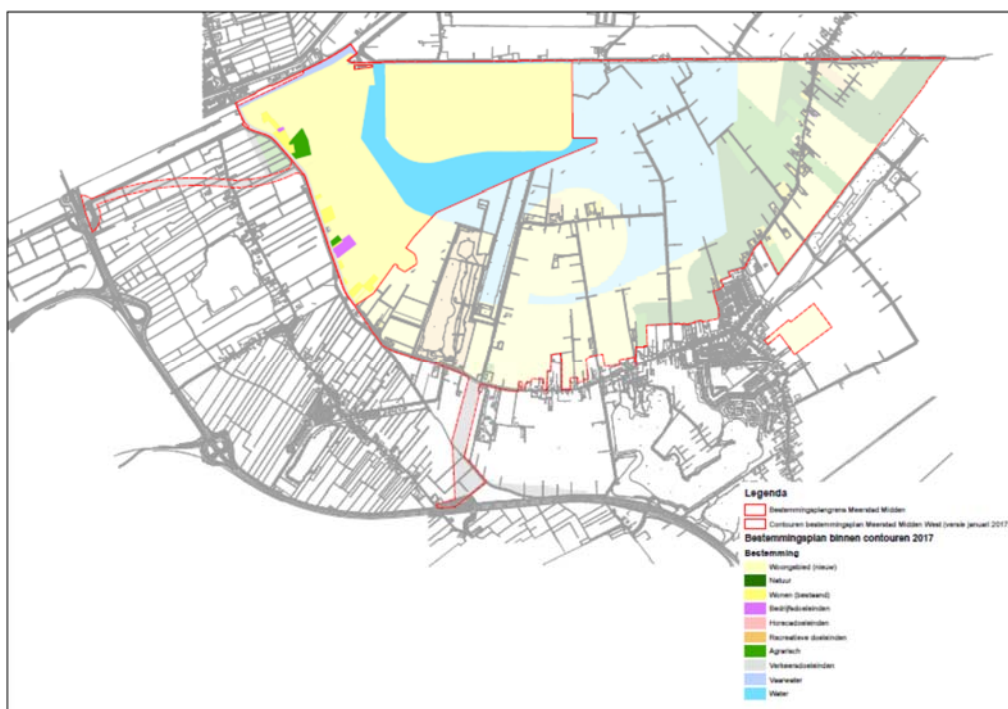 Legenda
Bestemmingsplangrens Meerstad Midden
Contouren bestemmingsplan Meerstad Midden West (versie januari 2017
Bestemmingsplan binnen contouren 2017
Bestemming
Woongebied (nieuw)
Natuur
Wonen (bestaand)
Bedrijfsdoeleinden
Horecadoeleinden
Recreatieve doeleinden
Agrarisch
Verkeersdoeleinden
Vaarwater
Water